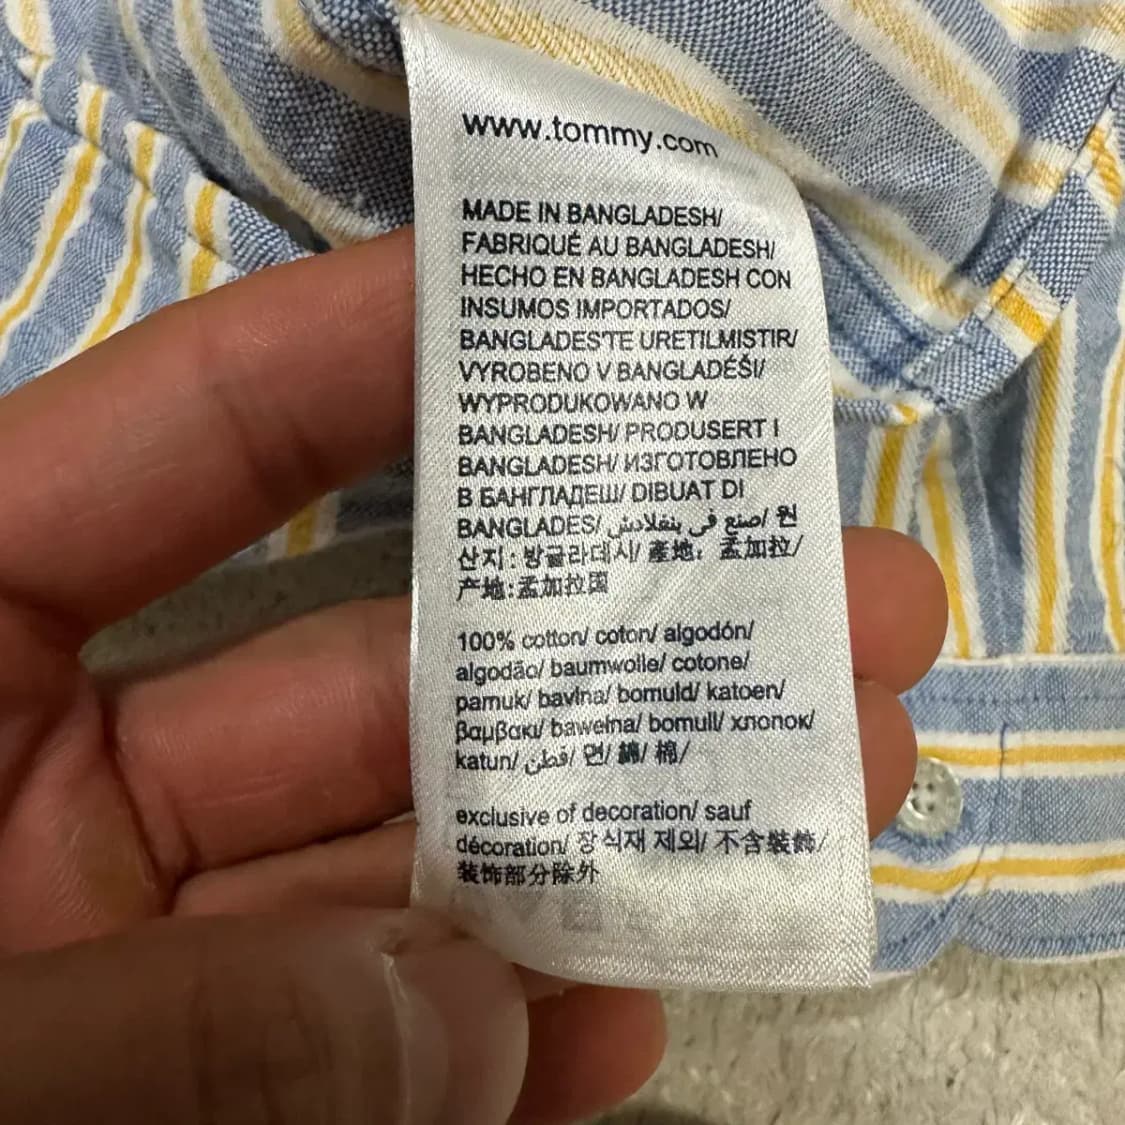 www.tommy.com
MADE IN BANGLADESH/
FABRIQUÉ AU BANGLADESH/
HECHO EN BANGLADESH CON
INSUMOS IMPORTADOS/
BANGLADES'TE URETILMISTIR/
VYROBENO V BANGLADÉŠI/
WYPRODUKOWANO W
BANGLADESH/ PRODUSERT I
BANGLADESH/ ИЗГОТОВЛЕНО
В БАНГЛАДЕШ/ DIBUAT DI
BANGLADES/ صنع في بنغلاديش/ 원
산지: 방글라데시/ 產地: 孟加拉/
产地:孟加拉国
100% cotton/ coton/ algodón/
algodão/ baumwolle/ cotone/
pamuk/ bavlna/ bomuld/ katoen/
βαμβακι/ bawełna/ bomull/ хлопок/
katun/ قطن/ 면/ 綿/ 棉/
exclusive of decoration/ sauf
décoration/ 장식재 제외/ 不含裝飾/
装饰部分除外